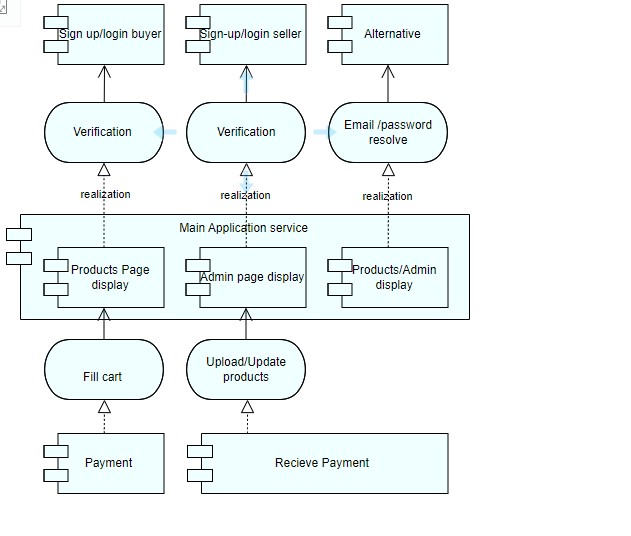 Sign up/login buyer
Sign-up/login seller
Alternative
Verification
Verification
Email /password
resolve
realization
realization
realization
Main Application service
Products Page
display
Admin page display
Products/Admin
display
Fill cart
Upload/Update
products
Payment
Recieve Payment